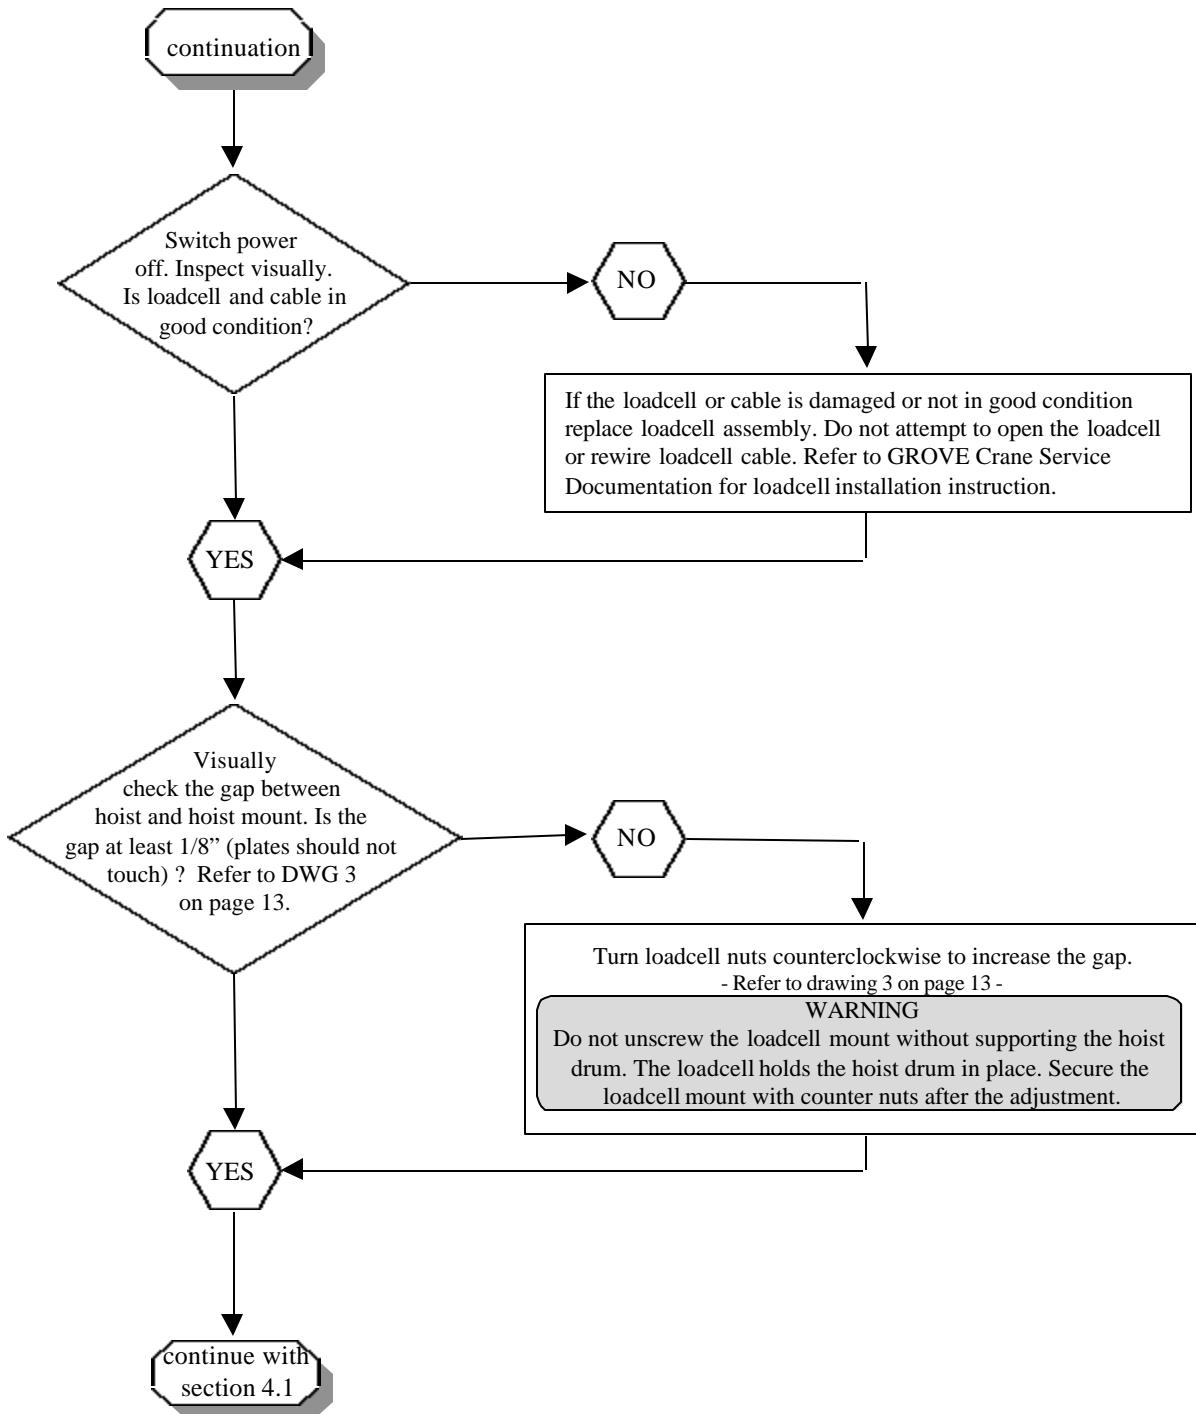 continuation
Switch power
off. Inspect visually.
Is loadcell and cable in
good condition?
NO
If the loadcell or cable is damaged or not in good condition
replace loadcell assembly. Do not attempt to open the loadcell
or rewire loadcell cable. Refer to GROVE Crane Service
Documentation for loadcell installation instruction.
YES
Visually
check the gap between
hoist and hoist mount. Is the
gap at least 1/8” (plates should not
touch) ? Refer to DWG 3
on page 13.
NO
Turn loadcell nuts counterclockwise to increase the gap.
- Refer to drawing 3 on page 13 -
WARNING
Do not unscrew the loadcell mount without supporting the hoist
drum. The loadcell holds the hoist drum in place. Secure the
loadcell mount with counter nuts after the adjustment.
YES
continue with
section 4.1